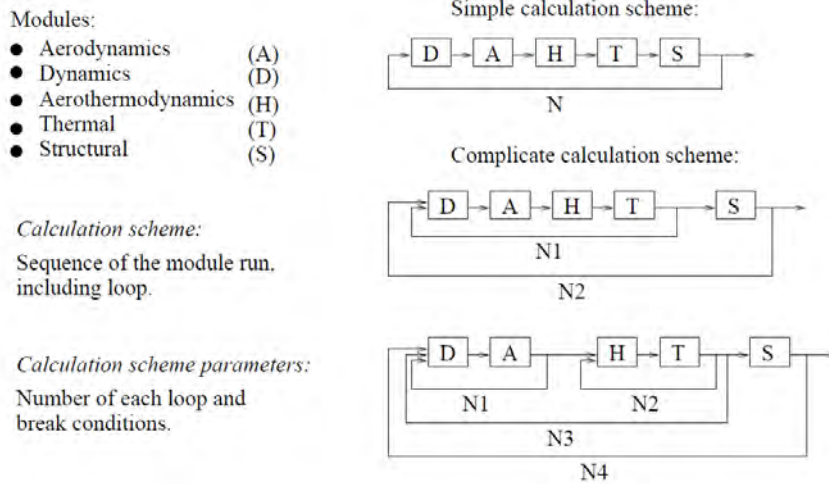 Modules:
● Aerodynamics (A)
● Dynamics (D)
● Aerothermodynamics (H)
● Thermal (T)
● Structural (S)
Calculation scheme:
Sequence of the module run,
including loop.
Calculation scheme parameters:
Number of each loop and
break conditions.
Simple calculation scheme:
D A H T S
N
Complicate calculation scheme:
D A H T S
N1
N2
D A H T S
N1 N2
N3
N4